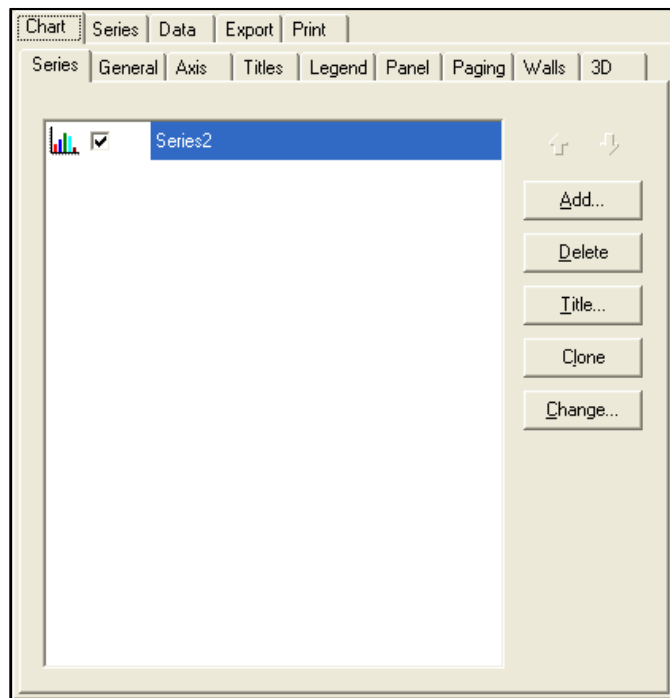 Chart Series Data Export Print
Series General Axis Titles Legend Panel Paging Walls 3D
Series2
Add...
Delete
Title...
Clone
Change...